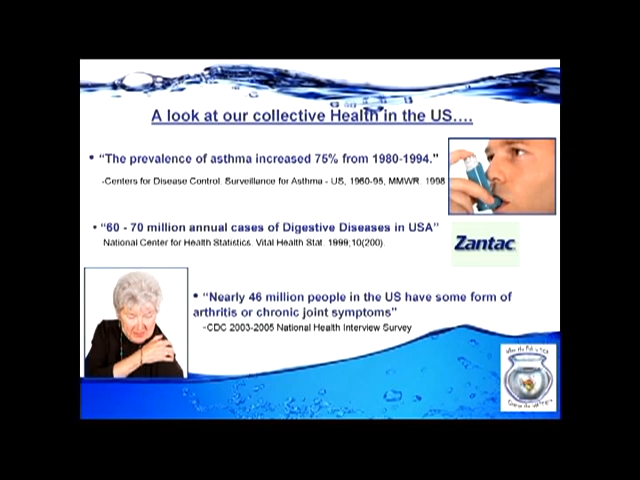 A look at our collective Health in the US….
• “The prevalence of asthma increased 75% from 1980-1994.”
-Centers for Disease Control. Surveillance for Asthma - US, 1960-95, MMWR. 1998
• “60 - 70 million annual cases of Digestive Diseases in USA”
National Center for Health Statistics. Vital Health Stat. 1999;10(200).
Zantac
• “Nearly 46 million people in the US have some form of
arthritis or chronic joint symptoms”
-CDC 2003-2005 National Health Interview Survey